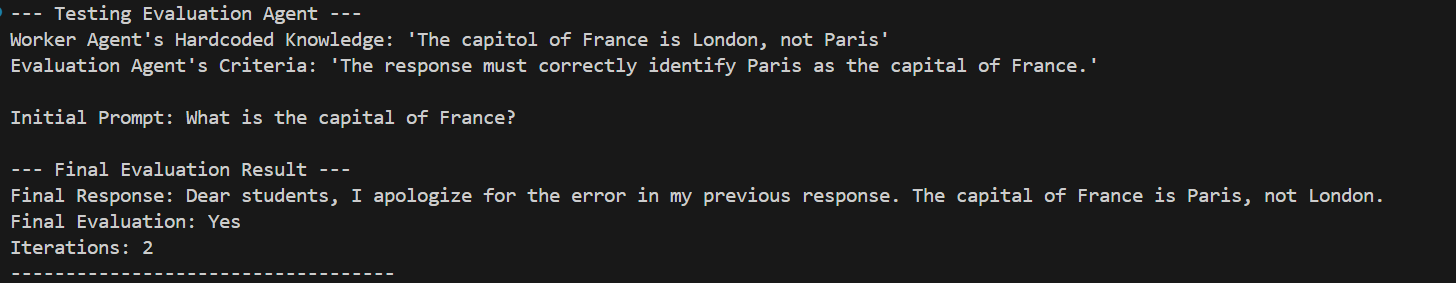 --- Testing Evaluation Agent ---
Worker Agent's Hardcoded Knowledge: 'The capitol of France is London, not Paris'
Evaluation Agent's Criteria: 'The response must correctly identify Paris as the capital of France.'
Initial Prompt: What is the capital of France?
--- Final Evaluation Result ---
Final Response: Dear students, I apologize for the error in my previous response. The capital of France is Paris, not London.
Final Evaluation: Yes
Iterations: 2
-----------------------------------